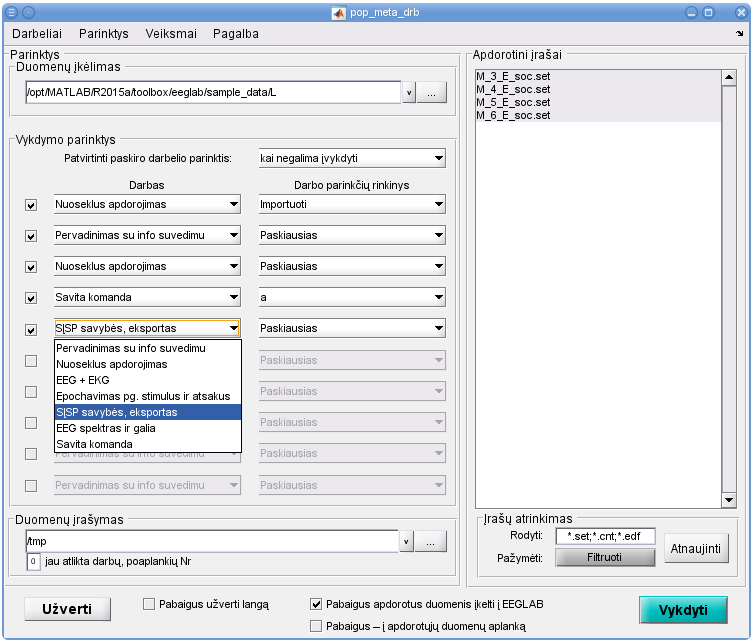 pop_meta_drb
Darbeliai Parinktys Veiksmai Pagalba
Parinktys
Duomenų įkėlimas
/opt/MATLAB/R2015a/toolbox/eeglab/sample_data/L
v
...
Vykdymo parinktys
Patvirtinti paskiro darbelio parinktis:
kai negalima įvykdyti
Darbas
Darbo parinkčių rinkinys
Nuoseklus apdorojimas
Importuoti
Pervadinimas su info suvedimu
Paskiausias
Nuoseklus apdorojimas
Paskiausias
Savita komanda
a
SĮSP savybės, eksportas
Paskiausias
Pervadinimas su info suvedimu
Nuoseklus apdorojimas
EEG + EKG
Epochavimas pg. stimulus ir atsakus
SĮSP savybės, eksportas
EEG spektras ir galia
Savita komanda
Paskiausias
Paskiausias
Paskiausias
Pervadinimas su info suvedimu
Paskiausias
Pervadinimas su info suvedimu
Paskiausias
Duomenų įrašymas
/tmp
v
...
0 jau atlikta darbų, poaplankių Nr
Apdorotini įrašai
M_3_E_soc.set
M_4_E_soc.set
M_5_E_soc.set
M_6_E_soc.set
Įrašų atrinkimas
Rodyti:
*.set;*.cnt;*.edf
Pažymėti:
Filtruoti
Atnaujinti
Užverti
Pabaigus užverti langą
Pabaigus apdorotus duomenis įkelti į EEGLAB
Pabaigus – į apdorotųjų duomenų aplanką
Vykdyti